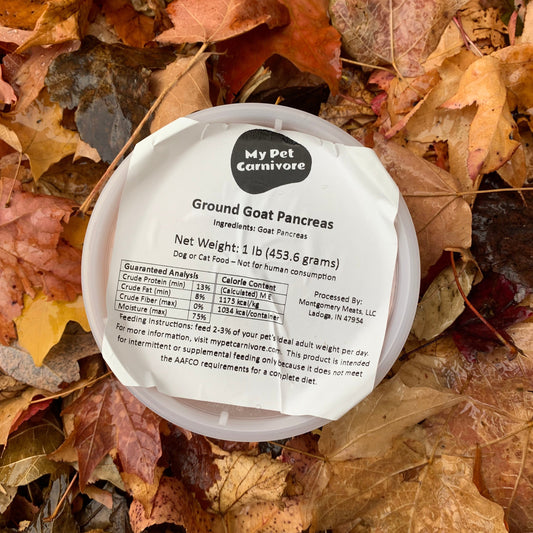 My Pet
Carnivore
Ground Goat Pancreas
Ingredients: Goat Pancreas
Net Weight: 1 lb (453.6 grams)
Dog or Cat Food – Not for human consumption
Guaranteed Analysis
Crude Protein (min) 13%
Crude Fat (min) 8%
Crude Fiber (max) 0%
Moisture (max) 75%
Calorie Content
(Calculated) M E
1175 kcal/kg
1034 kcal/container
Processed By:
Montgomery Meats, LLC
Ladoga, IN 47954
Feeding Instructions: feed 2-3% of your pet's ideal adult weight per day.
For more information, visit mypetcarnivore.com. This product is intended
for intermittent or supplemental feeding only because it does not meet
the AAFCO requirements for a complete diet.